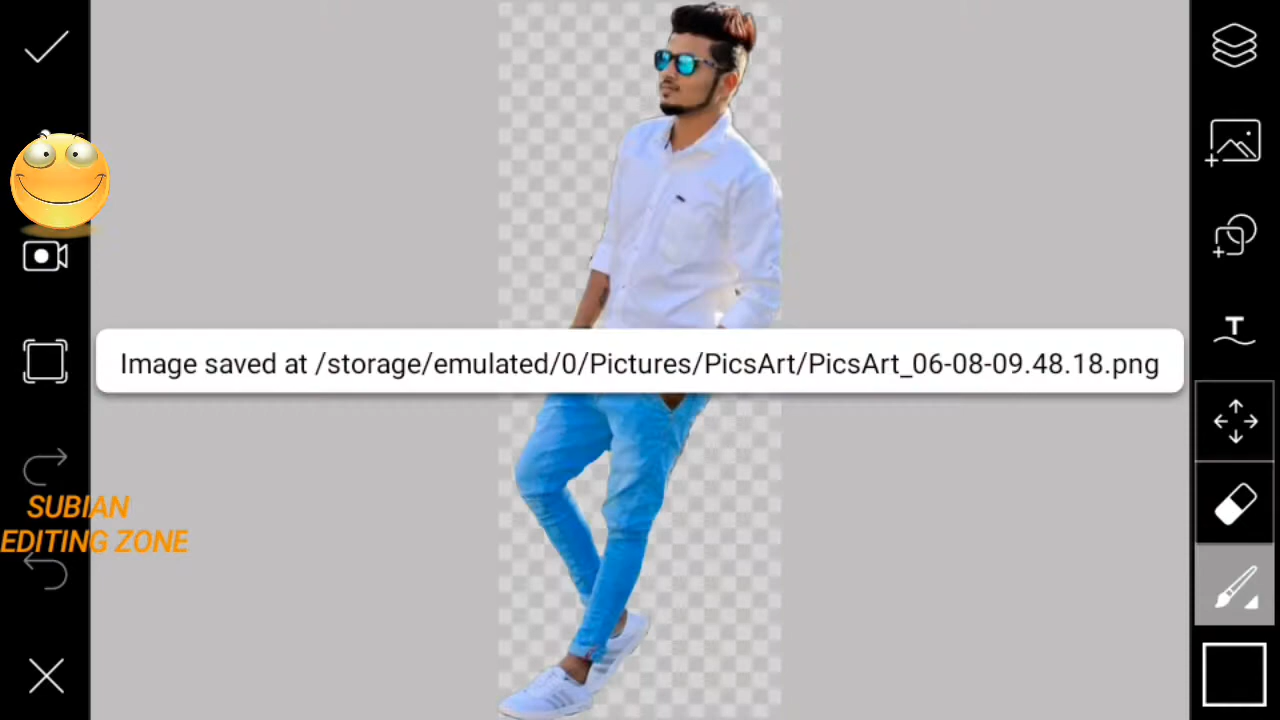 Image saved at /storage/emulated/0/Pictures/PicsArt/PicsArt_06-08-09.48.18.png
T
SUBIAN
EDITING ZONE